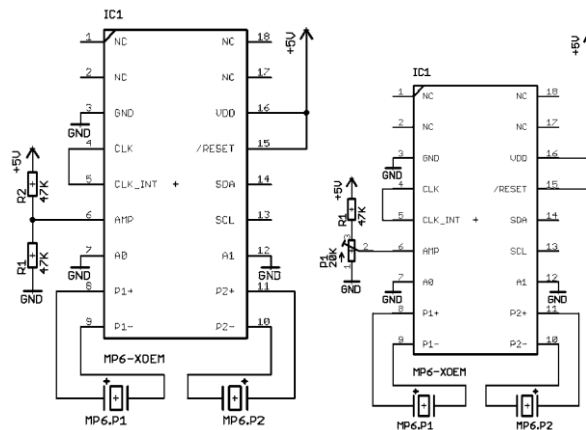 IC1
+5V
1 NC NC 18
2 NC NC 17
3 GND VDD 16
GND
4 CLK /RESET 15
5 CLK_INT + SDA 14
+5V
R2 47K
6 AMP SCL 13
R1 47K
7 A0 A1 12
GND GND
GND
8 P1+ P2+ 11
9 P1- P2- 10
MP6-XOEM
+ +
MP6.P1 MP6.P2
IC1
+5V
1 NC NC 18
2 NC NC 17
3 GND VDD 16
GND
4 CLK /RESET 15
5 CLK_INT + SDA 14
+5V
R1 47K
6 AMP SCL 13
P1 20K
3
2
1
7 A0 A1 12
GND GND
GND
8 P1+ P2+ 11
9 P1- P2- 10
MP6-XOEM
+ +
MP6.P1 MP6.P2